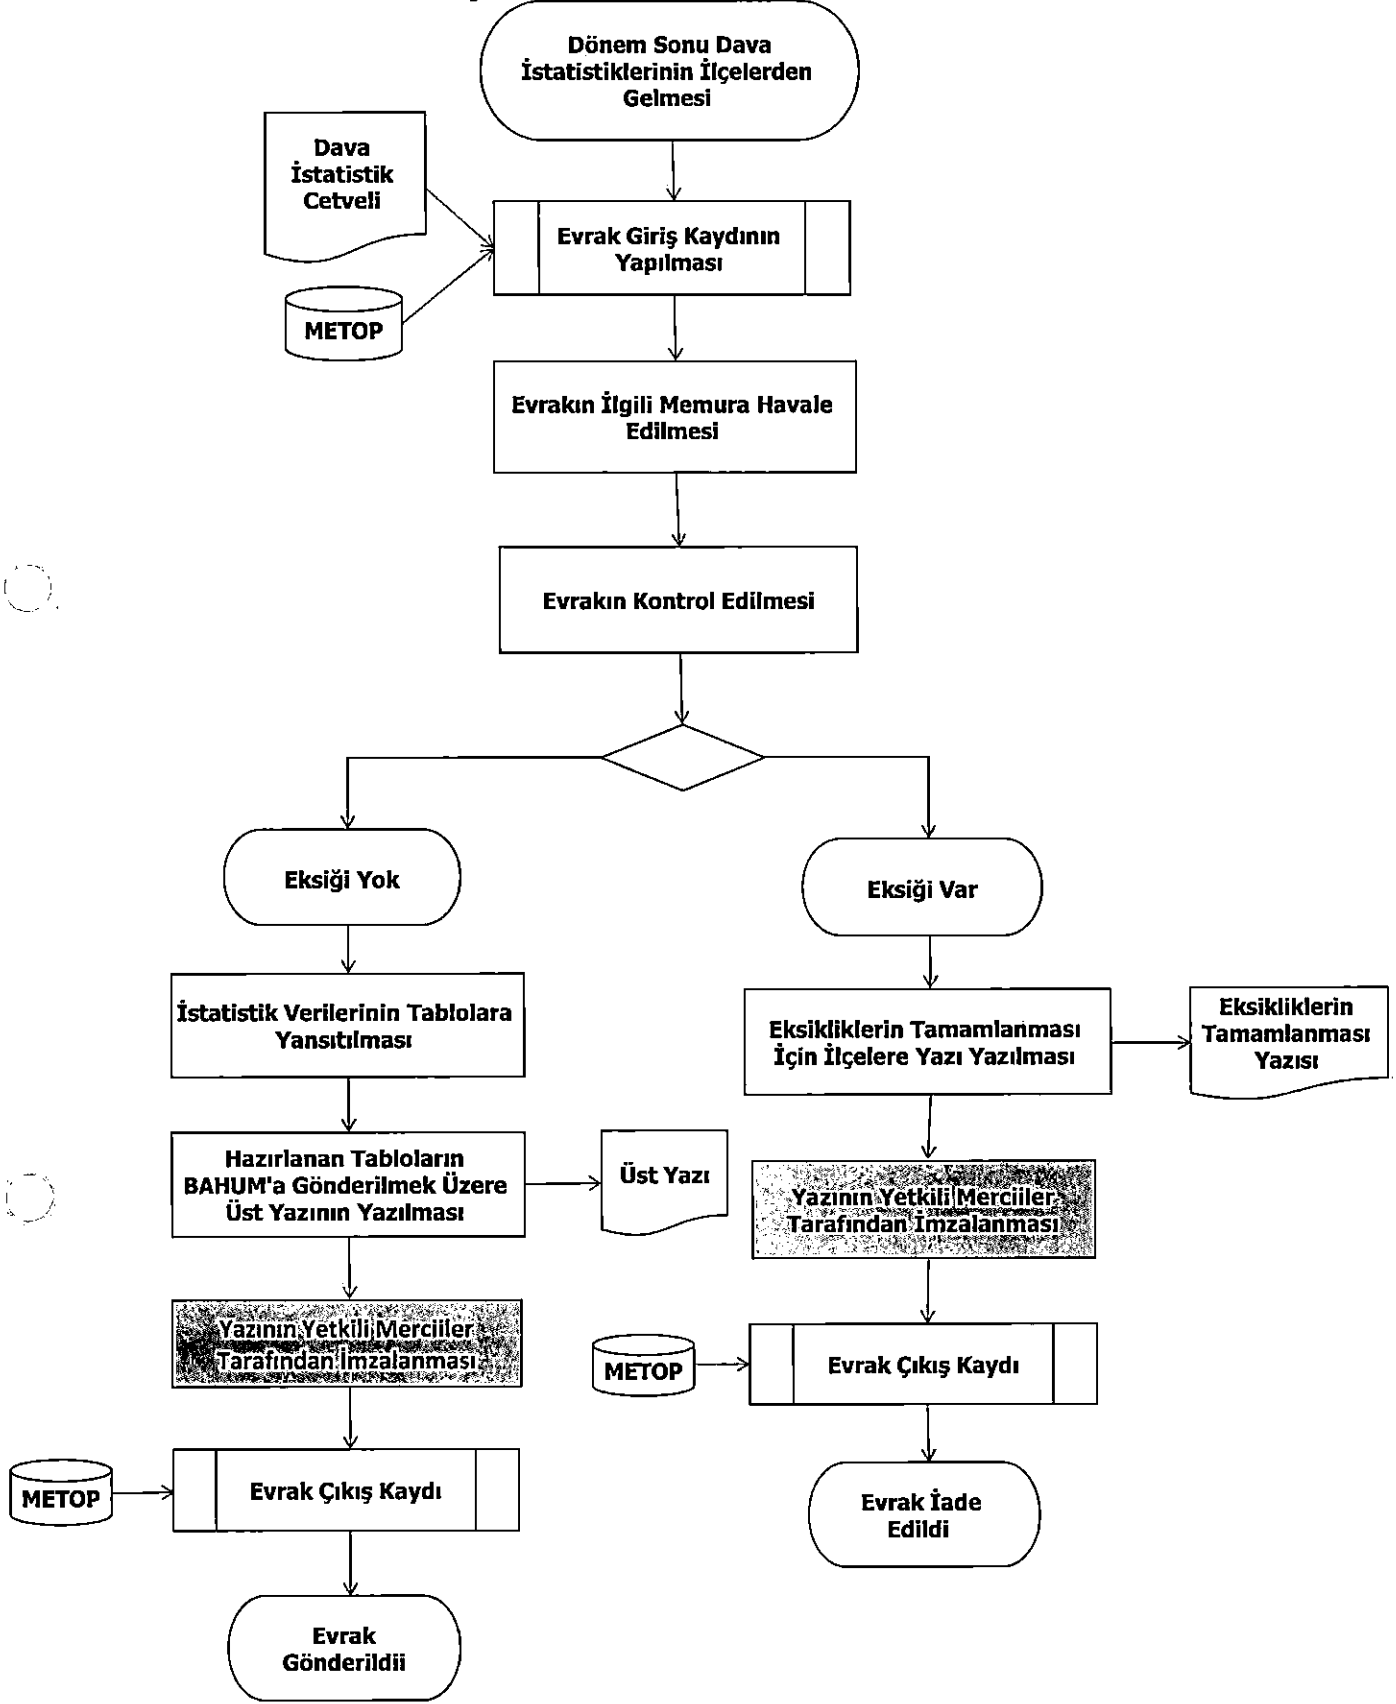 Dönem Sonu Dava
İstatistiklerinin İlçelerden
Gelmesi
Dava
İstatistik
Cetveli
Evrak Giriş Kaydının
Yapılması
METOP
Evrakın İlgili Memura Havale
Edilmesi
Evrakın Kontrol Edilmesi
Eksiği Yok
Eksiği Var
İstatistik Verilerinin Tablolara
Yansıtılması
Eksikliklerin Tamamlanması
İçin İlçelere Yazı Yazılması
Eksikliklerin
Tamamlanması
Yazısı
Hazırlanan Tabloların
BAHUM'a Gönderilmek Üzere
Üst Yazının Yazılması
Üst Yazı
Yazının Yetkili Merciiler
Tarafından İmzalanması
Yazının Yetkili Merciiler
Tarafından İmzalanması
METOP
Evrak Çıkış Kaydı
METOP
Evrak Çıkış Kaydı
Evrak İade
Edildi
Evrak
Gönderildii